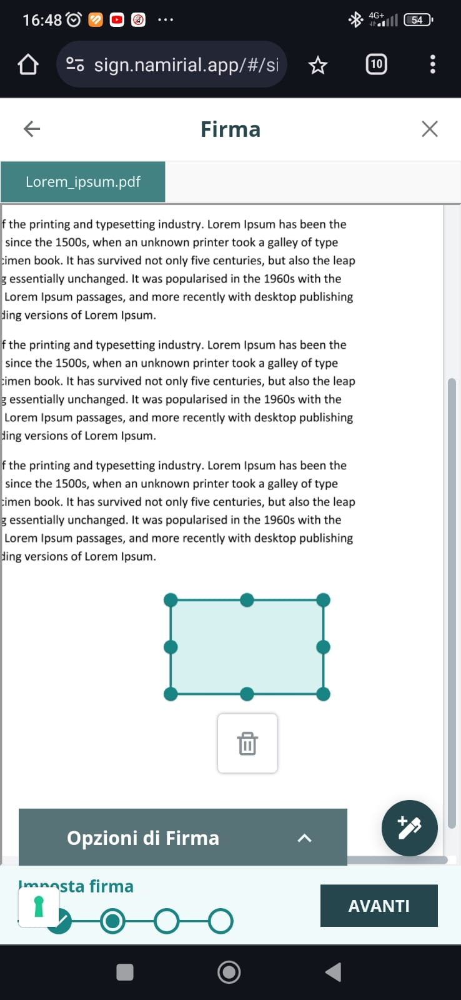 16:48
4G+
54
sign.namirial.app/#/si
10
Firma
Lorem_ipsum.pdf
f the printing and typesetting industry. Lorem Ipsum has been the
since the 1500s, when an unknown printer took a galley of type
cimen book. It has survived not only five centuries, but also the leap
g essentially unchanged. It was popularised in the 1960s with the
Lorem Ipsum passages, and more recently with desktop publishing
ding versions of Lorem Ipsum.
f the printing and typesetting industry. Lorem Ipsum has been the
since the 1500s, when an unknown printer took a galley of type
cimen book. It has survived not only five centuries, but also the leap
g essentially unchanged. It was popularised in the 1960s with the
Lorem Ipsum passages, and more recently with desktop publishing
ding versions of Lorem Ipsum.
f the printing and typesetting industry. Lorem Ipsum has been the
since the 1500s, when an unknown printer took a galley of type
cimen book. It has survived not only five centuries, but also the leap
g essentially unchanged. It was popularised in the 1960s with the
Lorem Ipsum passages, and more recently with desktop publishing
ding versions of Lorem Ipsum.
Opzioni di Firma
Imposta firma
AVANTI